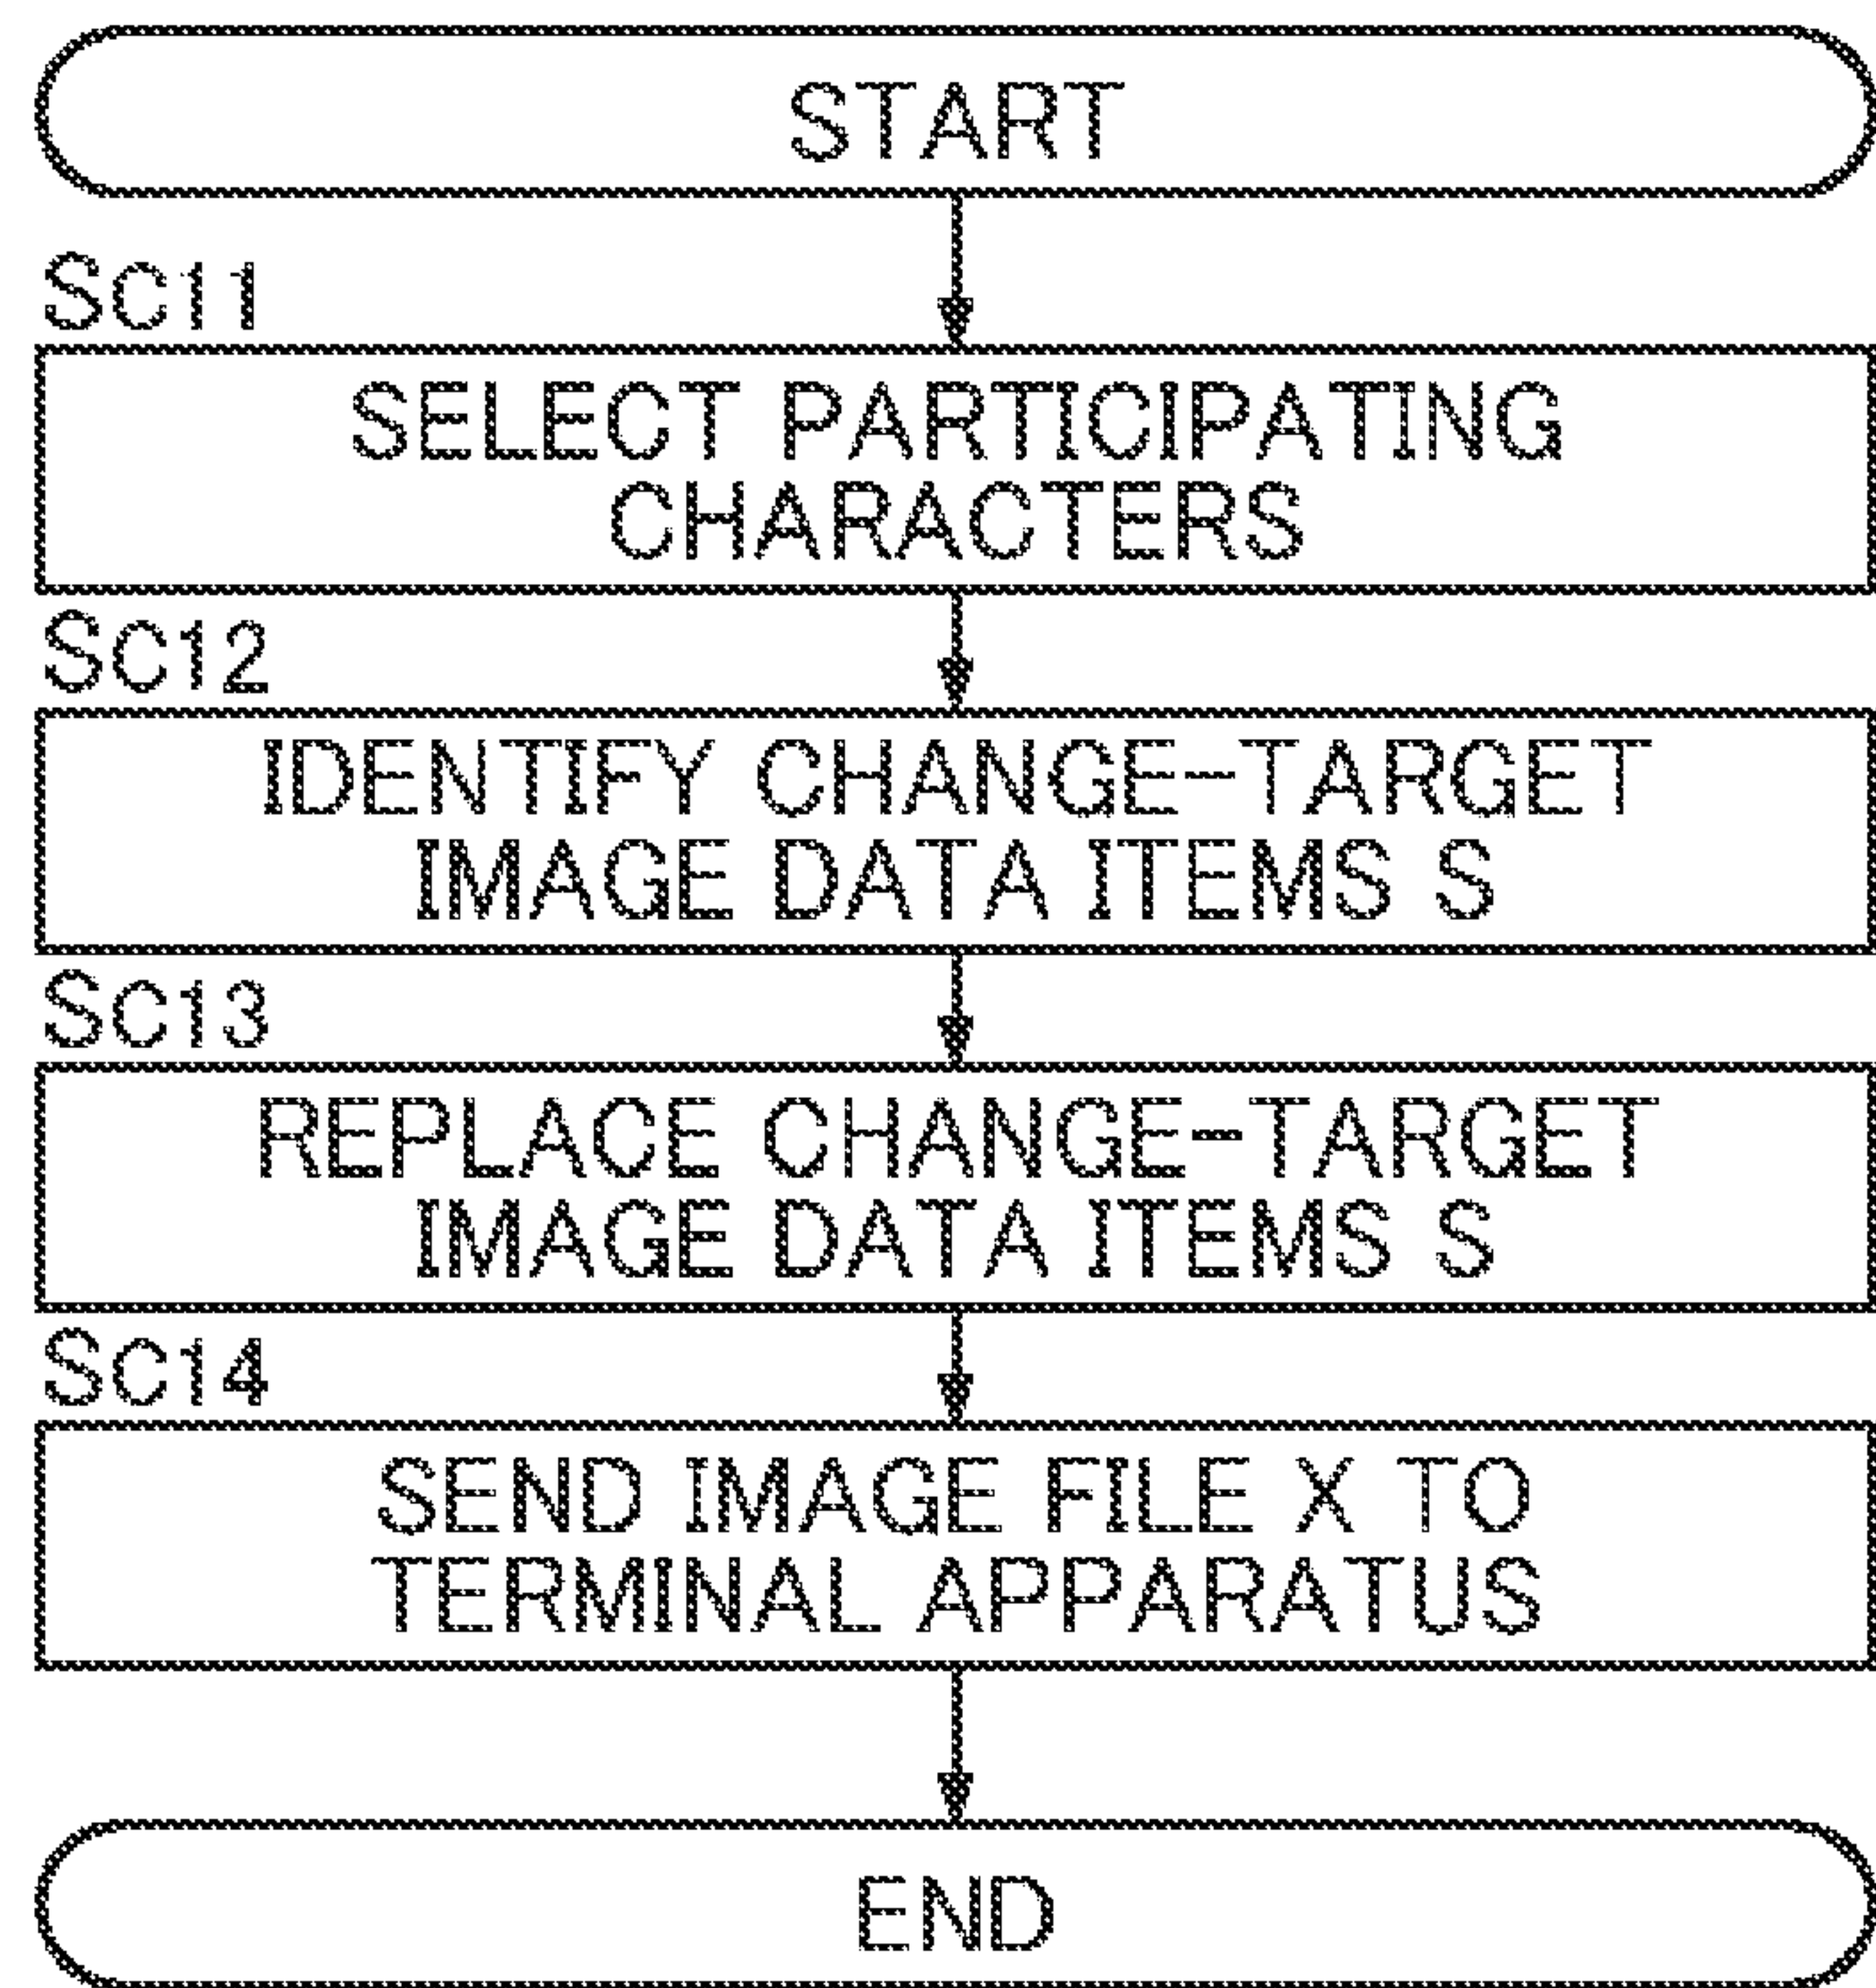 START
SC11
SELECT PARTICIPATING
CHARACTERS
SC12
IDENTIFY CHANGE-TARGET
IMAGE DATA ITEMS S
SC13
REPLACE CHANGE-TARGET
IMAGE DATA ITEMS S
SC14
SEND IMAGE FILE X TO
TERMINAL APPARATUS
END